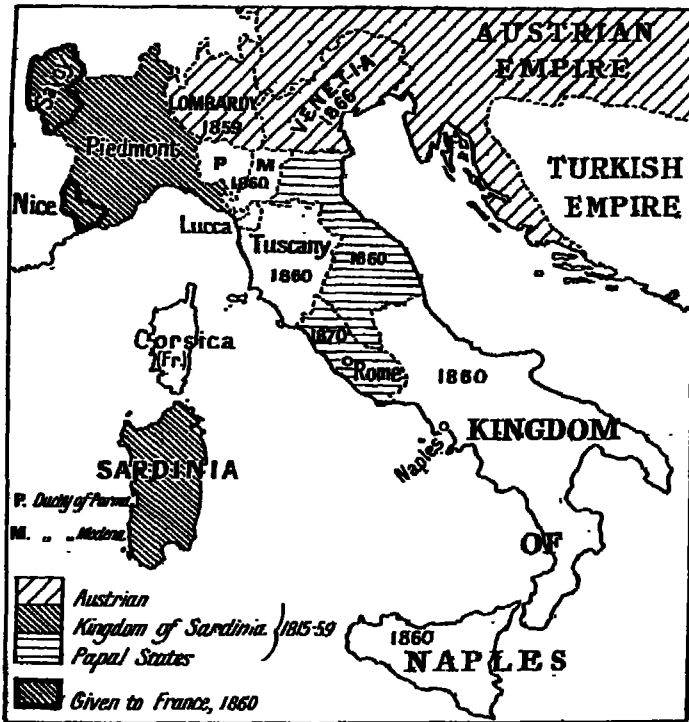 AUSTRIAN
EMPIRE
Savoy
LOMBARDY
1859
VENETIA
1866
Piedmont
P
M
1860
TURKISH
EMPIRE
Nice
Lucca
Tuscany
1860
1860
1870
Rome
Corsica
(Fr.)
1860
KINGDOM
Naples
SARDINIA
P. Duchy of Parma
M. „ „ Modena
OF
1860
NAPLES
Austrian
Kingdom of Sardinia
Papal States
} 1815-59
Given to France, 1860